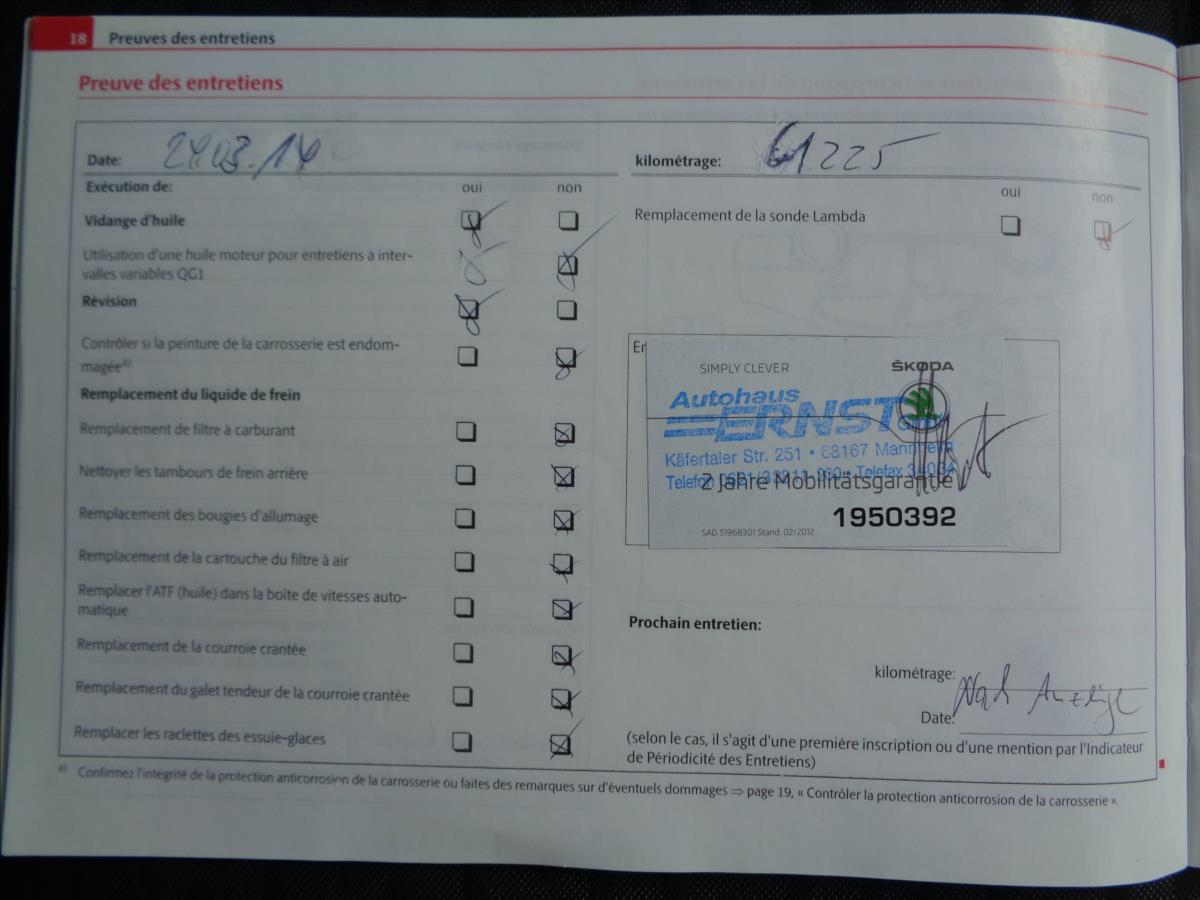 18 Preuves des entretiens
Preuve des entretiens
Date: 24.03.14
Exécution de: oui non
Vidange d'huile
Utilisation d'une huile moteur pour entretiens à inter-
valles variables QG1
Révision
Contrôler si la peinture de la carrosserie est endom-
magée a)
Remplacement du liquide de frein
Remplacement de filtre à carburant
Nettoyer les tambours de frein arrière
Remplacement des bougies d'allumage
Remplacement de la cartouche du filtre à air
Remplacer l'ATF (huile) dans la boîte de vitesses auto-
matique
Remplacement de la courroie crantée
Remplacement du galet tendeur de la courroie crantée
Remplacer les raclettes des essuie-glaces
kilométrage: 61225
oui non
Remplacement de la sonde Lambda
SIMPLY CLEVER ŠKODA
Autohaus
ERNST
Käfertaler Str. 251 • 68167 Mannheim
Telefon Telefax
2 Jahre Mobilitätsgarantie
1950392
SAD 51968301 Stand: 02/2012
Prochain entretien:
kilométrage:
Nach Anzeige
Date:
(selon le cas, il s'agit d'une première inscription ou d'une mention par l'Indicateur
de Périodicité des Entretiens)
a) Confirmez l'intégrité de la protection anticorrosion de la carrosserie ou faites des remarques sur d'éventuels dommages ⇒ page 19, « Contrôler la protection anticorrosion de la carrosserie ».